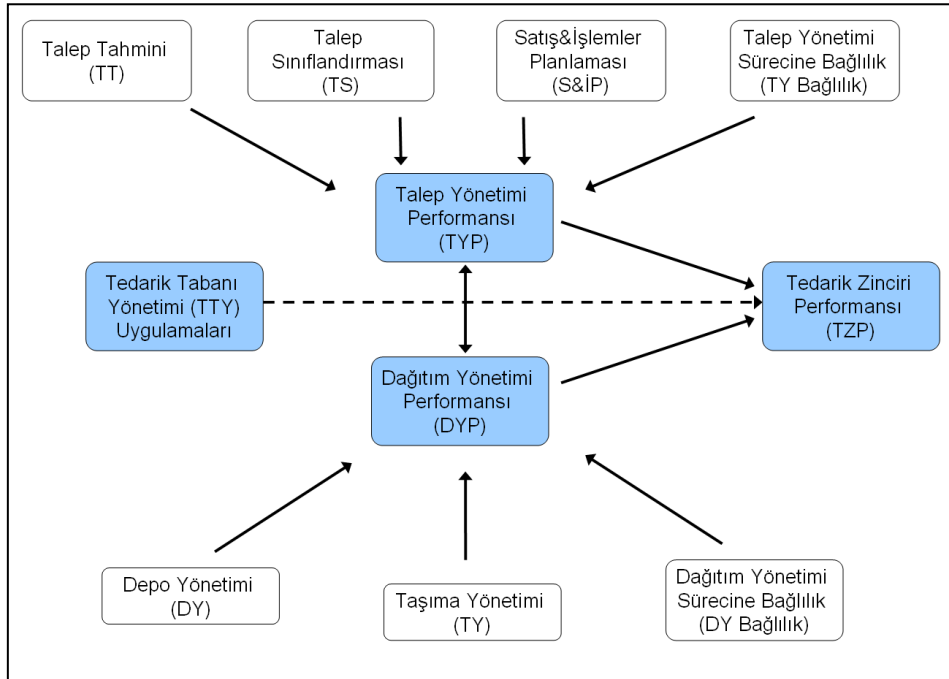 Talep Tahmini
(TT)
Talep
Sınıflandırması
(TS)
Satış&İşlemler
Planlaması
(S&İP)
Talep Yönetimi
Sürecine Bağlılık
(TY Bağlılık)
Talep Yönetimi
Performansı
(TYP)
Tedarik Tabanı
Yönetimi (TTY)
Uygulamaları
Tedarik Zinciri
Performansı
(TZP)
Dağıtım Yönetimi
Performansı
(DYP)
Depo Yönetimi
(DY)
Taşıma Yönetimi
(TY)
Dağıtım Yönetimi
Sürecine Bağlılık
(DY Bağlılık)